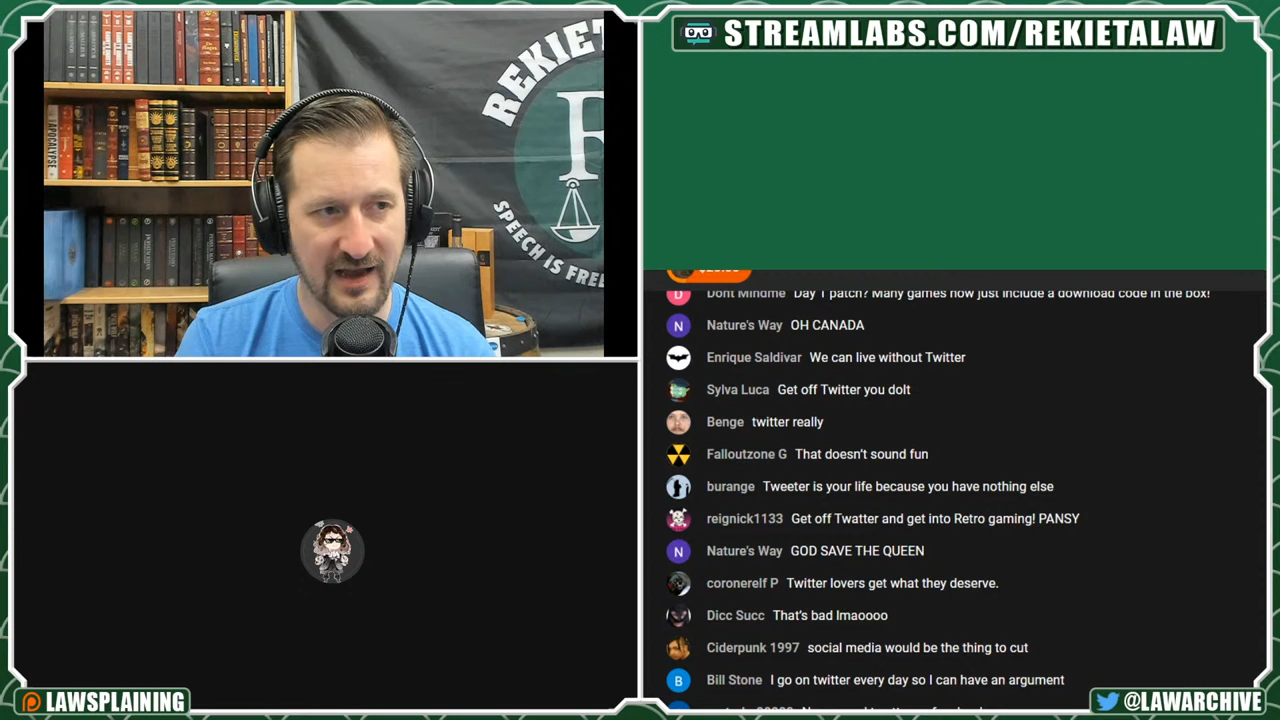 STREAMLABS.COM/REKIETALAW
REKIET
R
SPEECH IS FREE
APOCALYPSE
Dont Mindme Day 1 patch? Many games now just include a download code in the box!
Nature's Way OH CANADA
Enrique Saldivar We can live without Twitter
Sylva Luca Get off Twitter you dolt
Benge twitter really
Falloutzone G That doesn't sound fun
burange Tweeter is your life because you have nothing else
reignick1133 Get off Twatter and get into Retro gaming! PANSY
N Nature's Way GOD SAVE THE QUEEN
coronerelf P Twitter lovers get what they deserve.
Dicc Succ That's bad lmaoooo
Ciderpunk 1997 social media would be the thing to cut
B Bill Stone I go on twitter every day so I can have an argument
LAWSPLAINING
@LAWARCHIVE